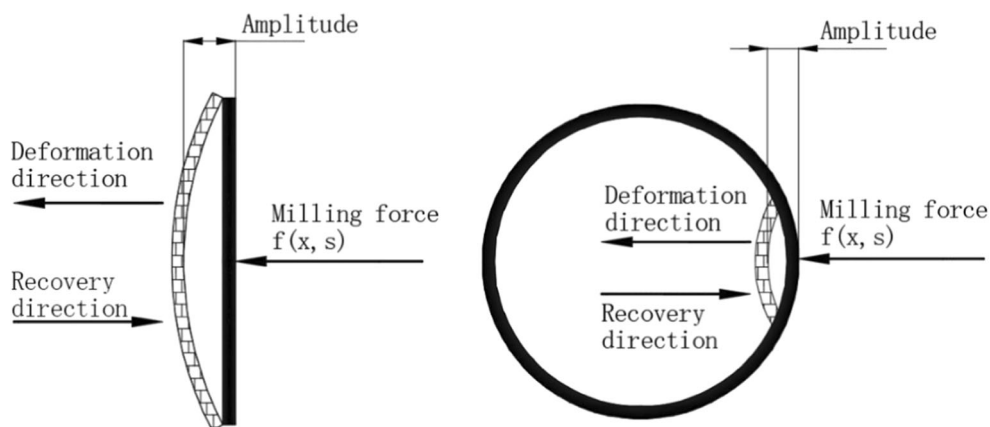 Amplitude
Deformation
direction
Milling force
f(x,s)
Recovery
direction
Amplitude
Deformation
direction
Milling force
f(x,s)
Recovery
direction